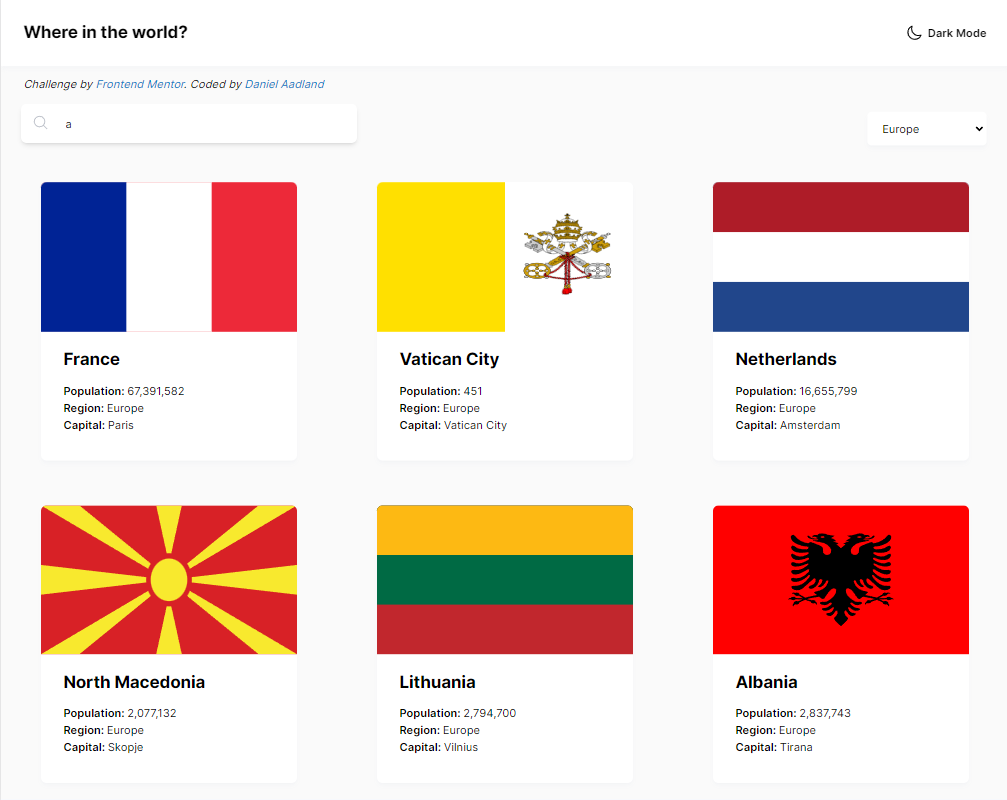 Where in the world?
Dark Mode
Challenge by Frontend Mentor. Coded by Daniel Aadland
a
Europe
France
Population: 67,391,582
Region: Europe
Capital: Paris
Vatican City
Population: 451
Region: Europe
Capital: Vatican City
Netherlands
Population: 16,655,799
Region: Europe
Capital: Amsterdam
North Macedonia
Population: 2,077,132
Region: Europe
Capital: Skopje
Lithuania
Population: 2,794,700
Region: Europe
Capital: Vilnius
Albania
Population: 2,837,743
Region: Europe
Capital: Tirana